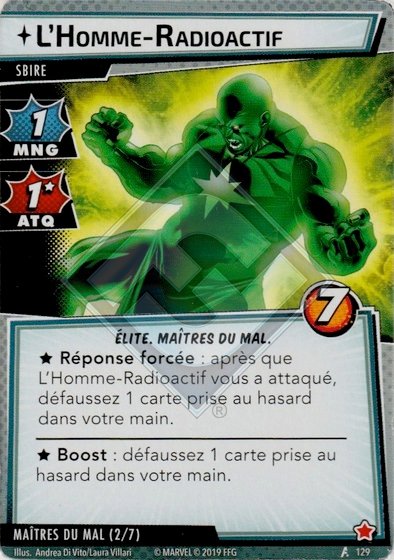 L'Homme-Radioactif
SBIRE
1
MNG
1★
ATQ
7
ÉLITE. MAÎTRES DU MAL.
★ Réponse forcée : après que
L'Homme-Radioactif vous a attaqué,
défaussez 1 carte prise au hasard
dans votre main.
★ Boost : défaussez 1 carte prise au
hasard dans votre main.
®
MAÎTRES DU MAL (2/7)
Illus. Andrea Di Vito/Laura Villari
© MARVEL © 2019 FFG
129